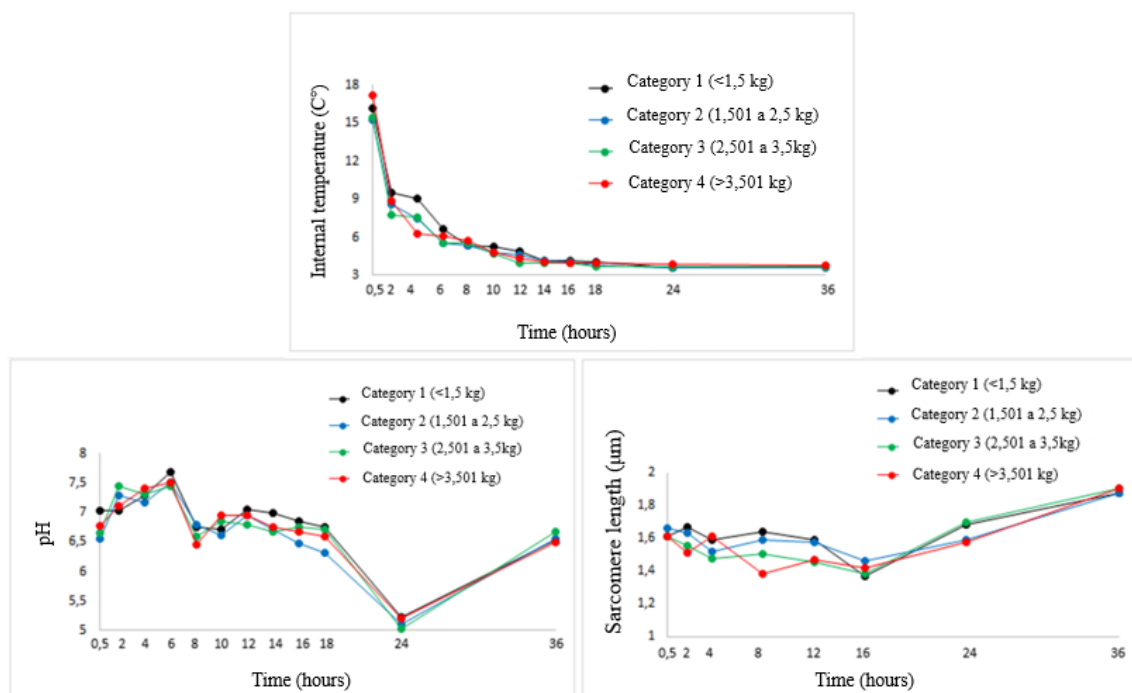 Internal temperature (C°)
18
15
12
9
6
3
Category 1 (<1,5 kg)
Category 2 (1,501 a 2,5 kg)
Category 3 (2,501 a 3,5kg)
Category 4 (>3,501 kg)
0,5 2 4 6 8 10 12 14 16 18 24 36
Time (hours)
pH
8
7,5
7
6,5
6
5,5
5
Category 1 (<1,5 kg)
Category 2 (1,501 a 2,5 kg)
Category 3 (2,501 a 3,5kg)
Category 4 (>3,501 kg)
0,5 2 4 6 8 10 12 14 16 18 24 36
Time (hours)
Sarcomere length (µm)
2
1,8
1,6
1,4
1,2
1
Category 1 (<1,5 kg)
Category 2 (1,501 a 2,5 kg)
Category 3 (2,501 a 3,5kg)
Category 4 (>3,501 kg)
0,5 2 4 8 12 16 24 36
Time (hours)